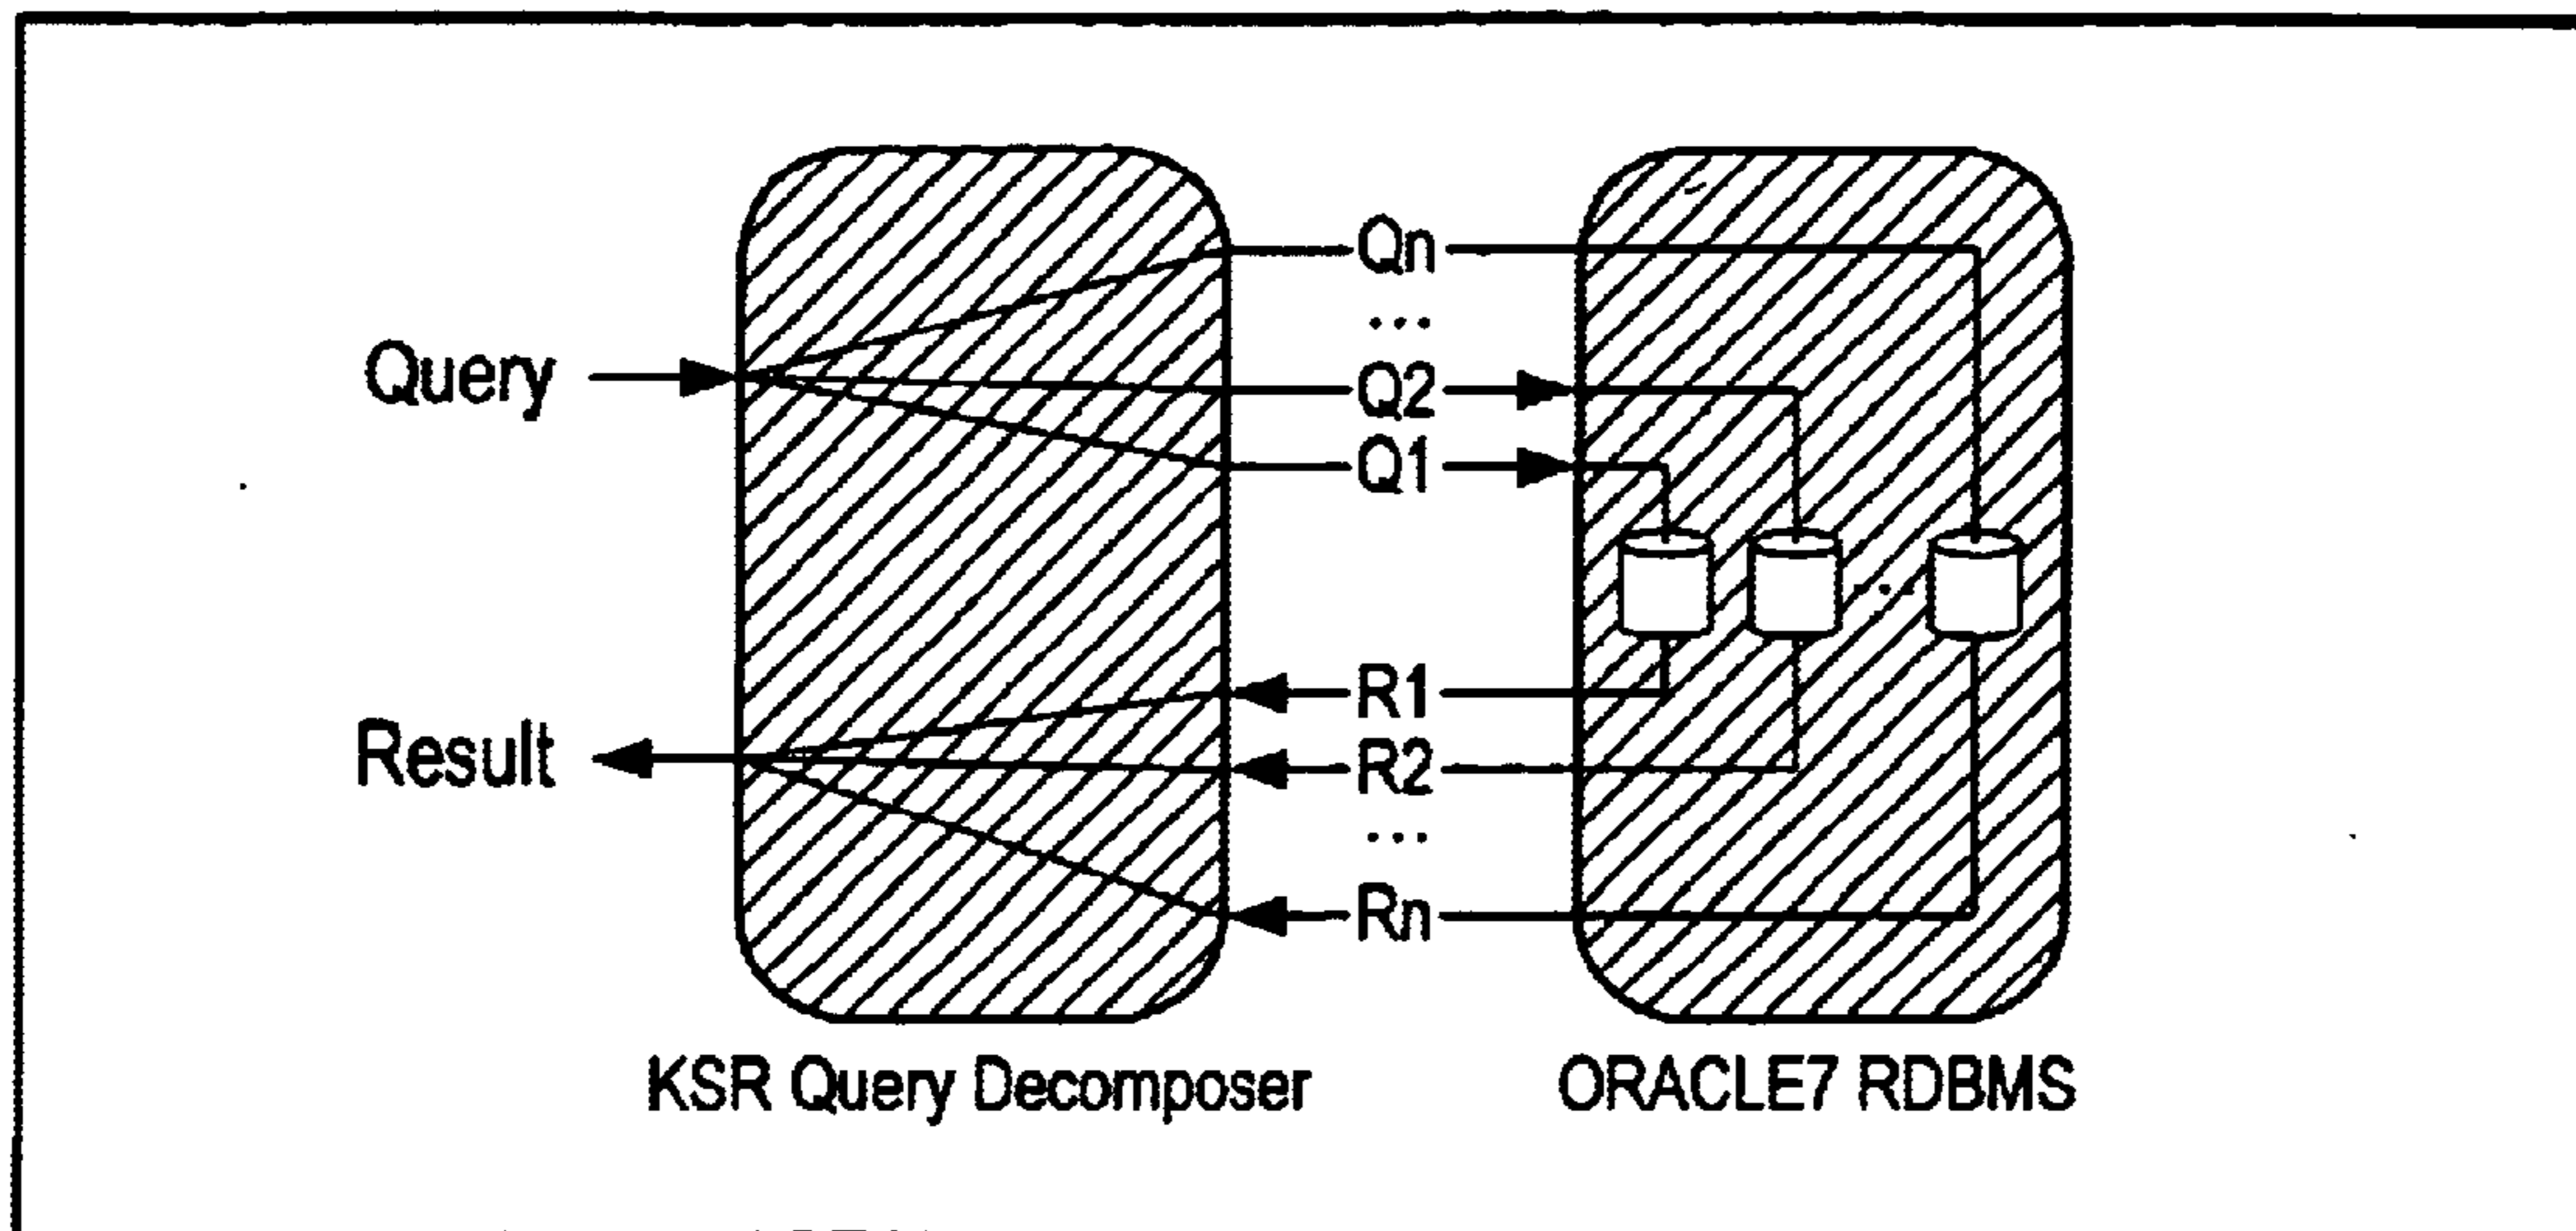 Qn
...
Query
Q2
Q1
...
R1
Result
R2
...
Rn
KSR Query Decomposer
ORACLE7 RDBMS